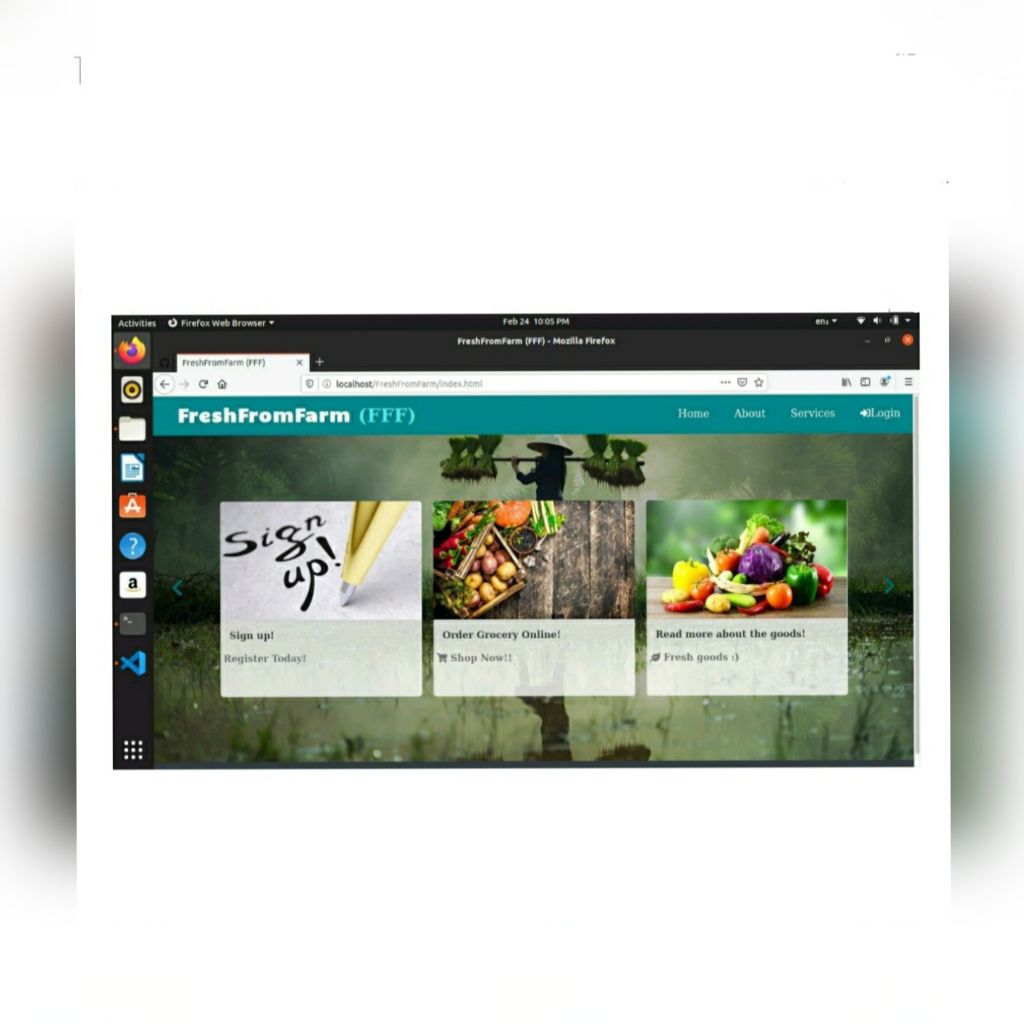 Activities Firefox Web Browser Feb 24 10:05 PM en₂
FreshFromFarm (FFF) - Mozilla Firefox
FreshFromFarm (FFF)
localhost/FreshFromFarm/index.html
FreshFromFarm (FFF) Home About Services Login
Sign up!
Sign up! Order Grocery Online! Read more about the goods!
Register Today! Shop Now!! Fresh goods :)